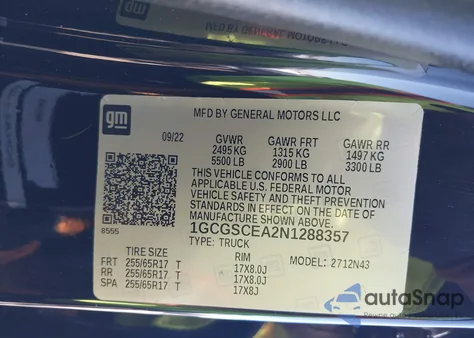 gm
MFD BY GENERAL MOTORS LLC
09/22
GVWR GAWR FRT GAWR RR
2495 KG 1315 KG 1497 KG
5500 LB 2900 LB 3300 LB
THIS VEHICLE CONFORMS TO ALL
APPLICABLE U.S. FEDERAL MOTOR
VEHICLE SAFETY AND THEFT PREVENTION
STANDARDS IN EFFECT ON THE DATE OF
MANUFACTURE SHOWN ABOVE.
8555
1GCGSCEA2N1288357
TYPE: TRUCK
TIRE SIZE RIM MODEL: 2712N43
FRT 255/65R17 T 17X8.0J
RR 255/65R17 T 17X8.0J
SPA 255/65R17 T 17X8J
autoSnap